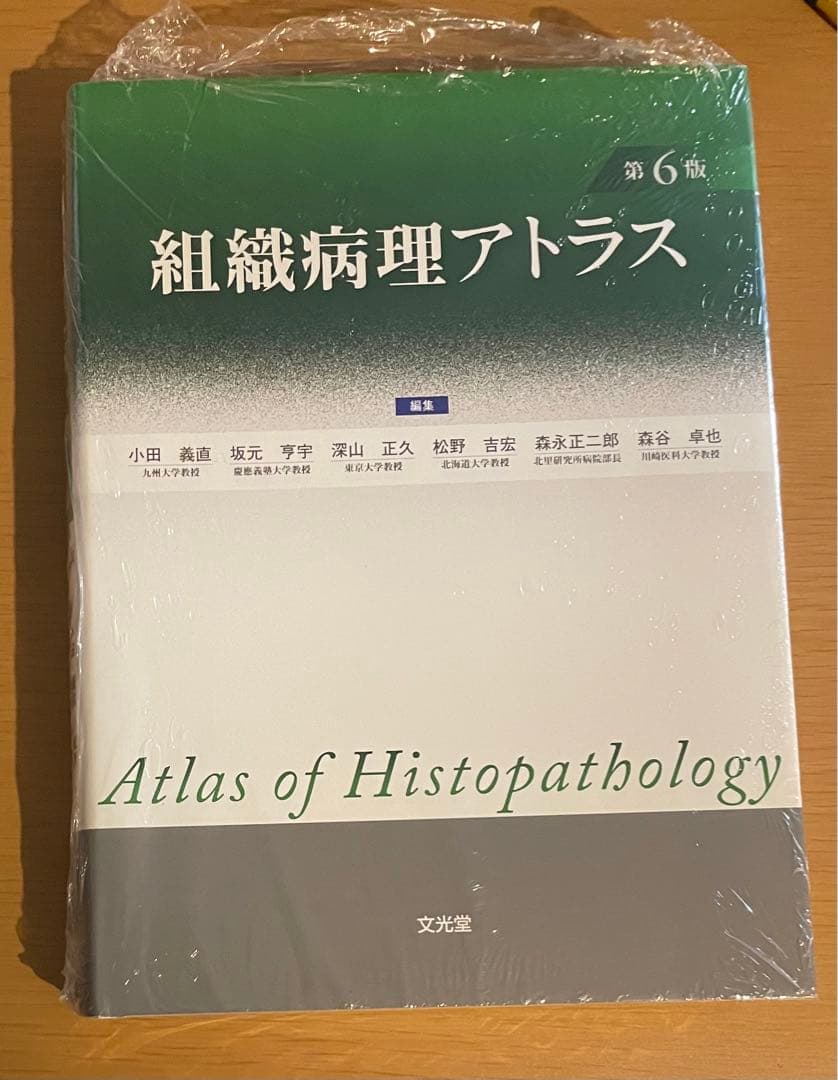 第6版
組織病理アトラス
編集
小田 義直 坂元 亨宇 深山 正久 松野 吉宏 森永正二郎 森谷 卓也
九州大学教授 慶應義塾大学教授 東京大学教授 北海道大学教授 北里研究所病院部長 川崎医科大学教授
Atlas of Histopathology
文光堂